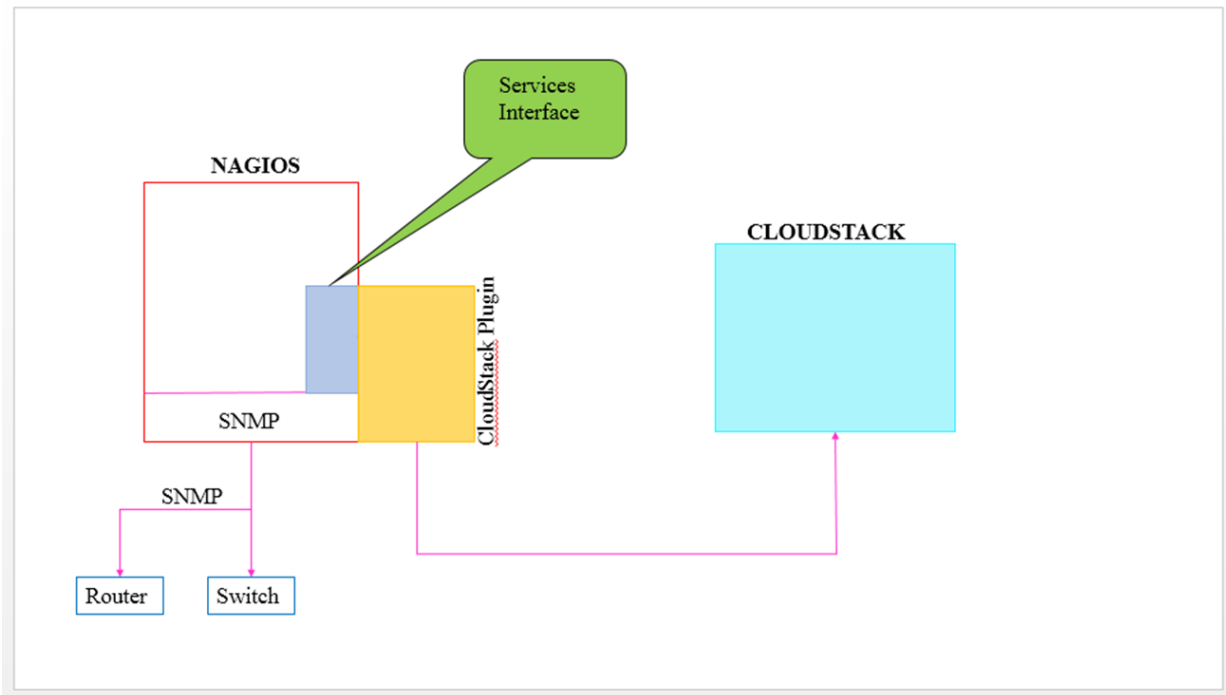 Services
Interface
NAGIOS
CLOUDSTACK
CloudStack Plugin
SNMP
SNMP
Router
Switch